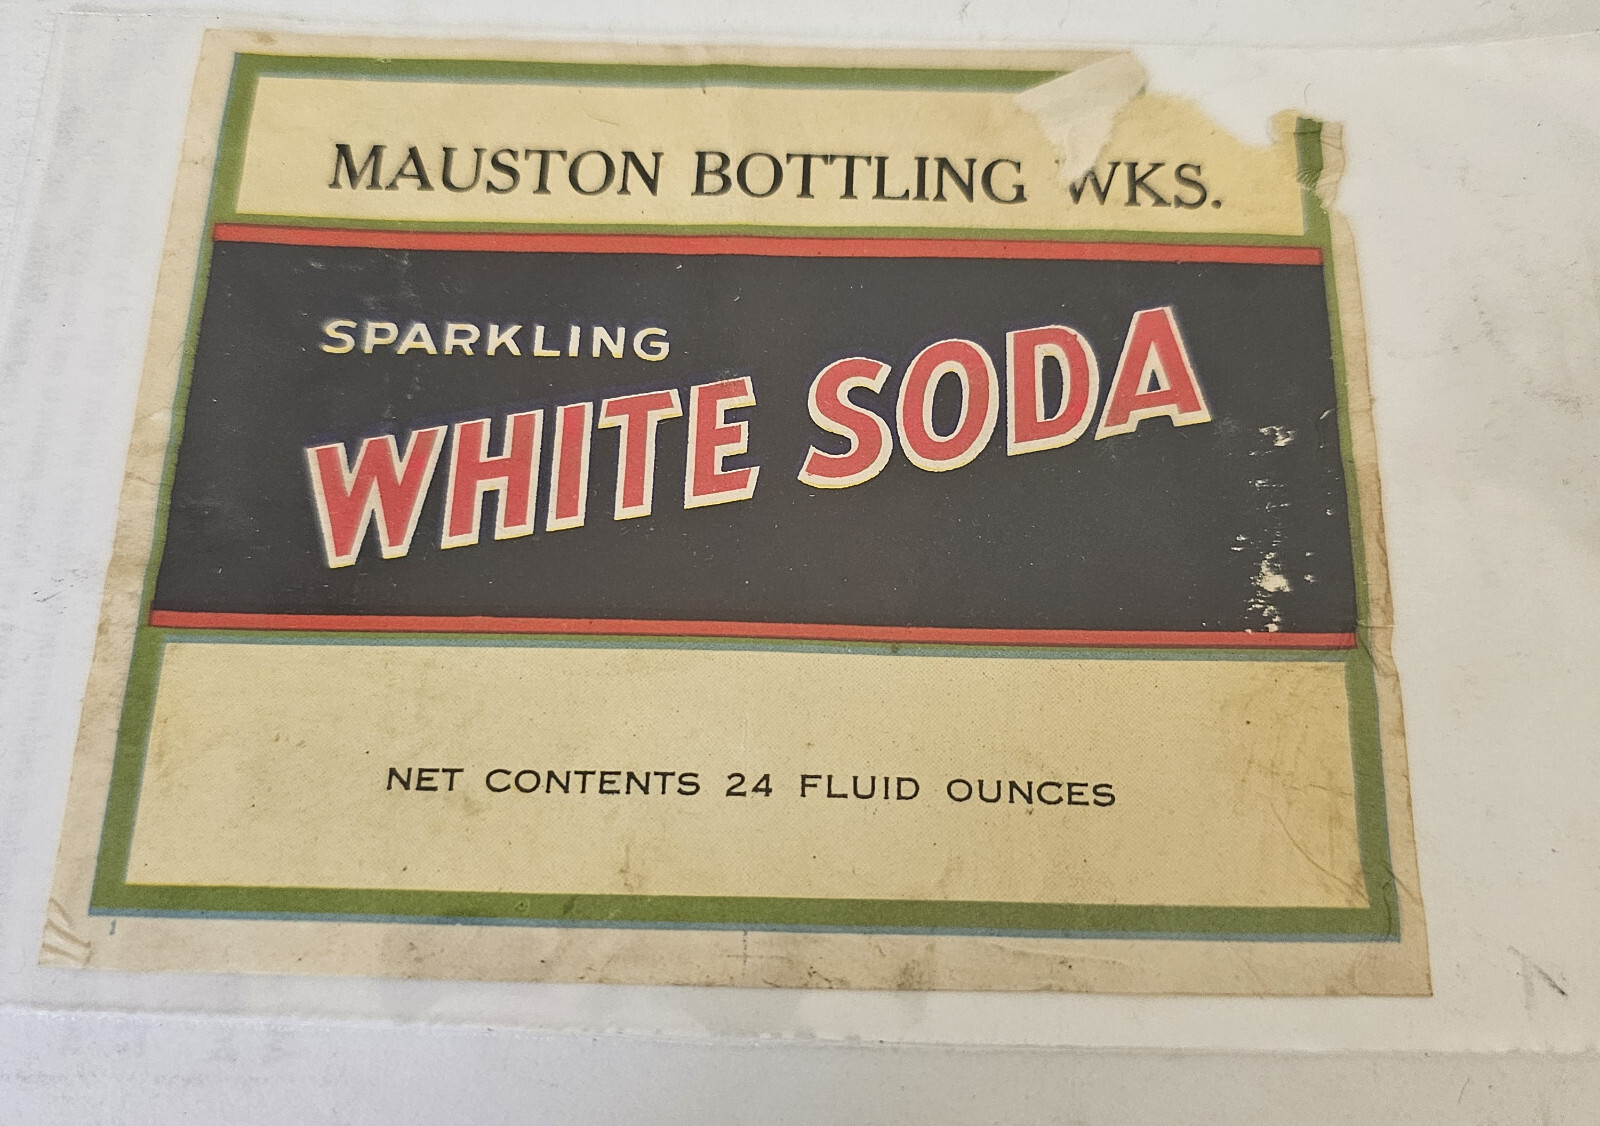 MAUSTON BOTTLING WKS.
SPARKLING
WHITE SODA
NET CONTENTS 24 FLUID OUNCES